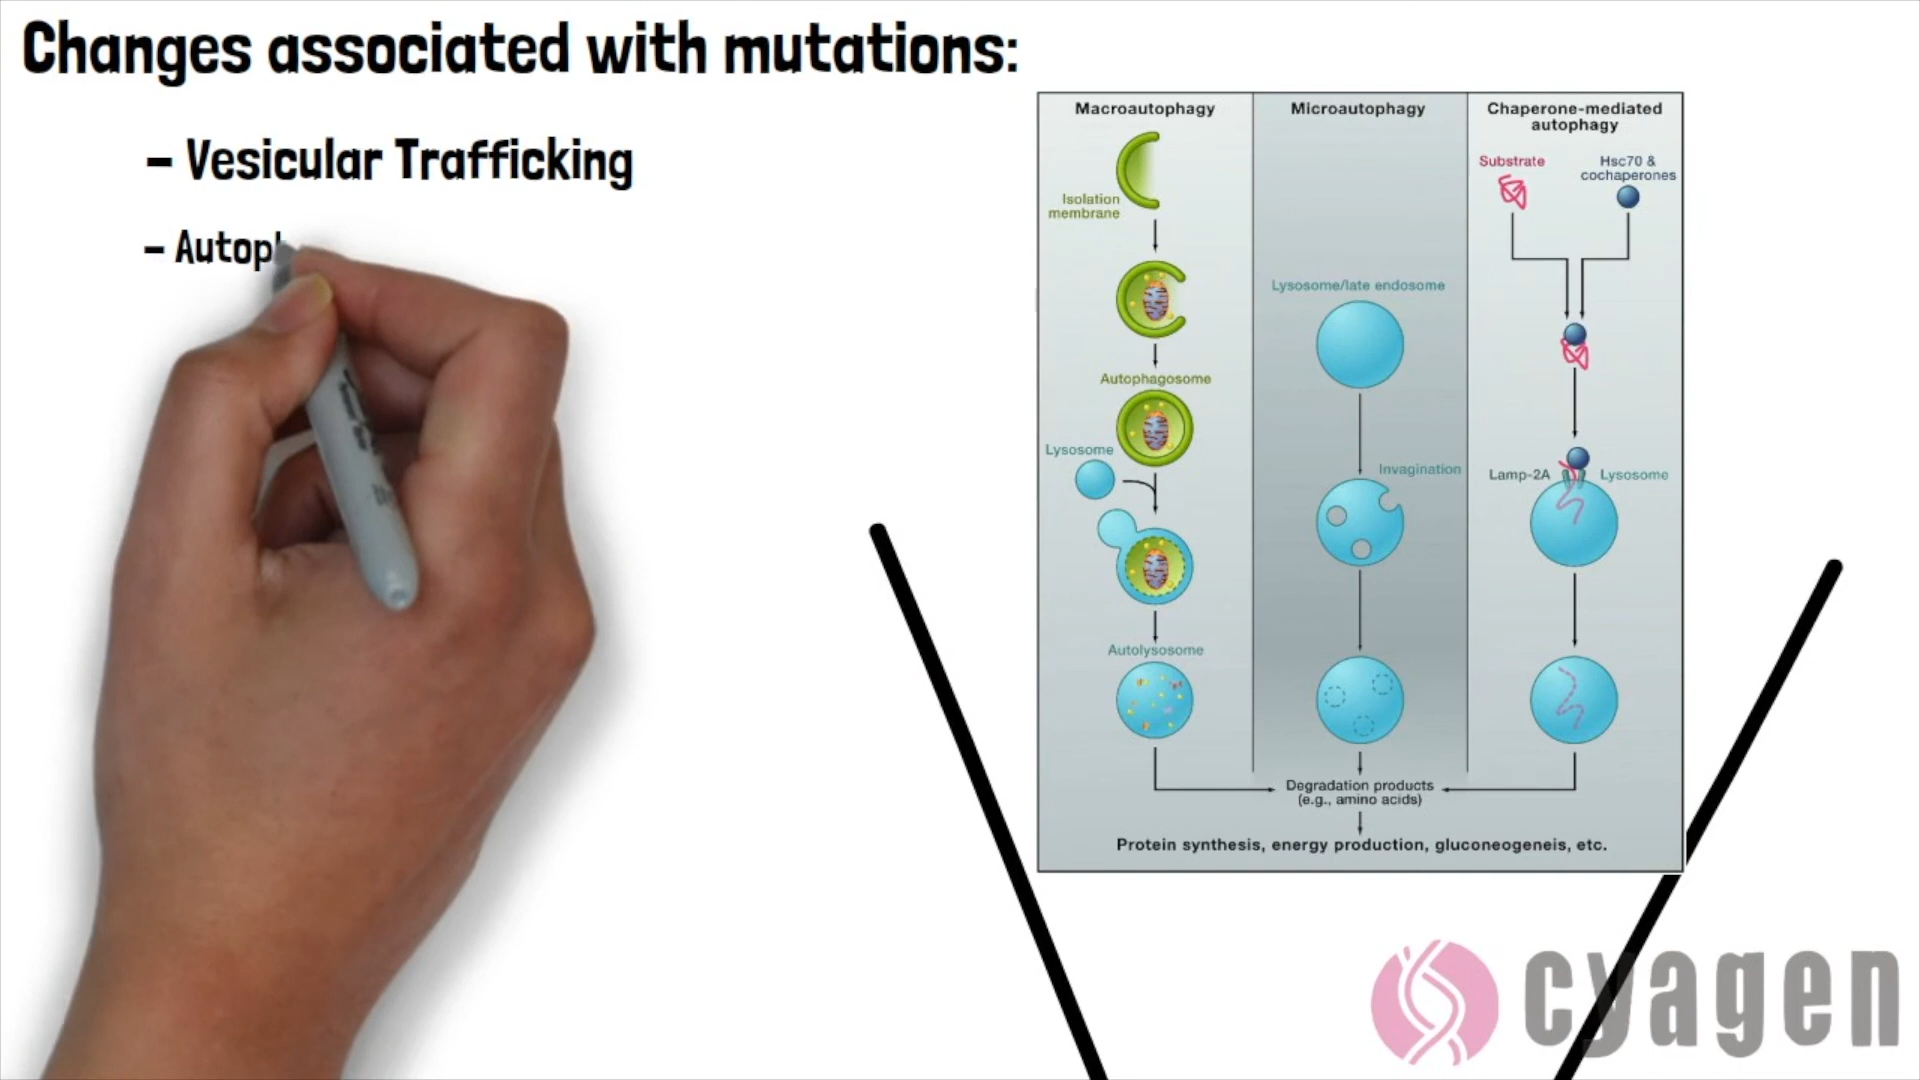 Changes associated with mutations:
- Vesicular Trafficking
- Autop
Macroautophagy
Isolation
membrane
Autophagosome
Lysosome
Autolysosome
Microautophagy
Lysosome/late endosome
Invagination
Chaperone-mediated
autophagy
Substrate
Hsc70 &
cochaperones
Lamp-2A
Lysosome
Degradation products
(e.g., amino acids)
Protein synthesis, energy production, gluconeogeneis, etc.
cyagen